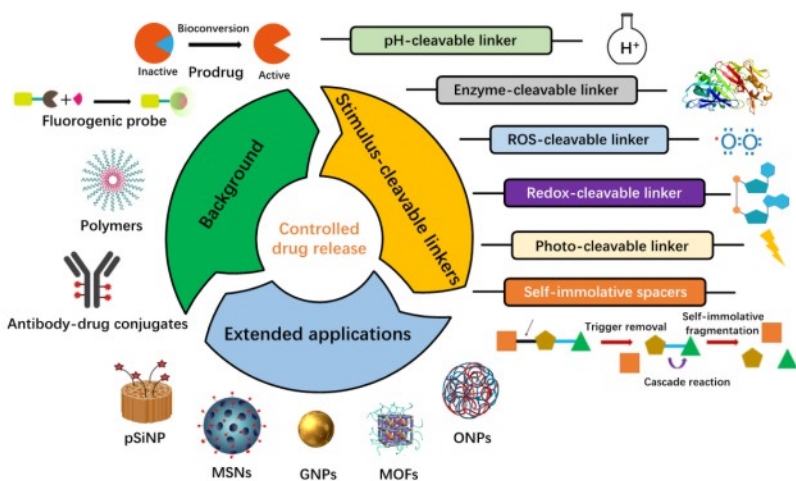 Bioconversion
Inactive
Prodrug
Active
Fluorogenic probe
Polymers
Antibody-drug conjugates
Background
Stimulus-cleavable linkers
Controlled
drug release
Extended applications
pH-cleavable linker
H+
Enzyme-cleavable linker
ROS-cleavable linker
Redox-cleavable linker
Photo-cleavable linker
Self-immolative spacers
Trigger removal
Self-immolative
fragmentation
Cascade reaction
pSiNP
MSNs
GNPs
MOFs
ONPs